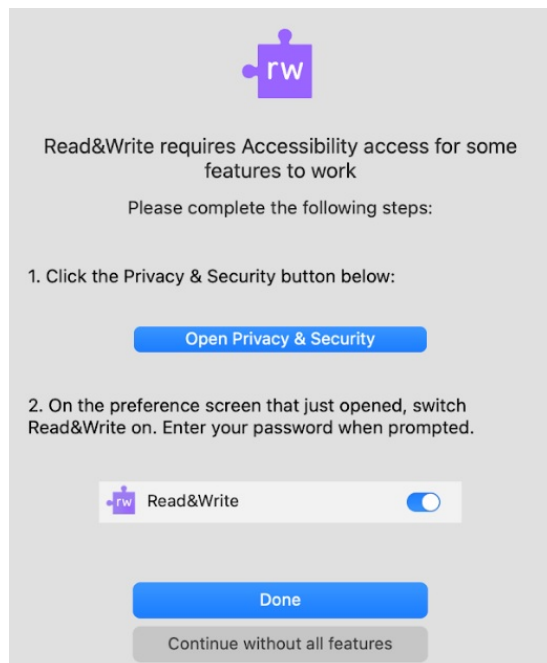 rw
Read&Write requires Accessibility access for some
features to work
Please complete the following steps:
1. Click the Privacy & Security button below:
Open Privacy & Security
2. On the preference screen that just opened, switch
Read&Write on. Enter your password when prompted.
rw Read&Write
Done
Continue without all features